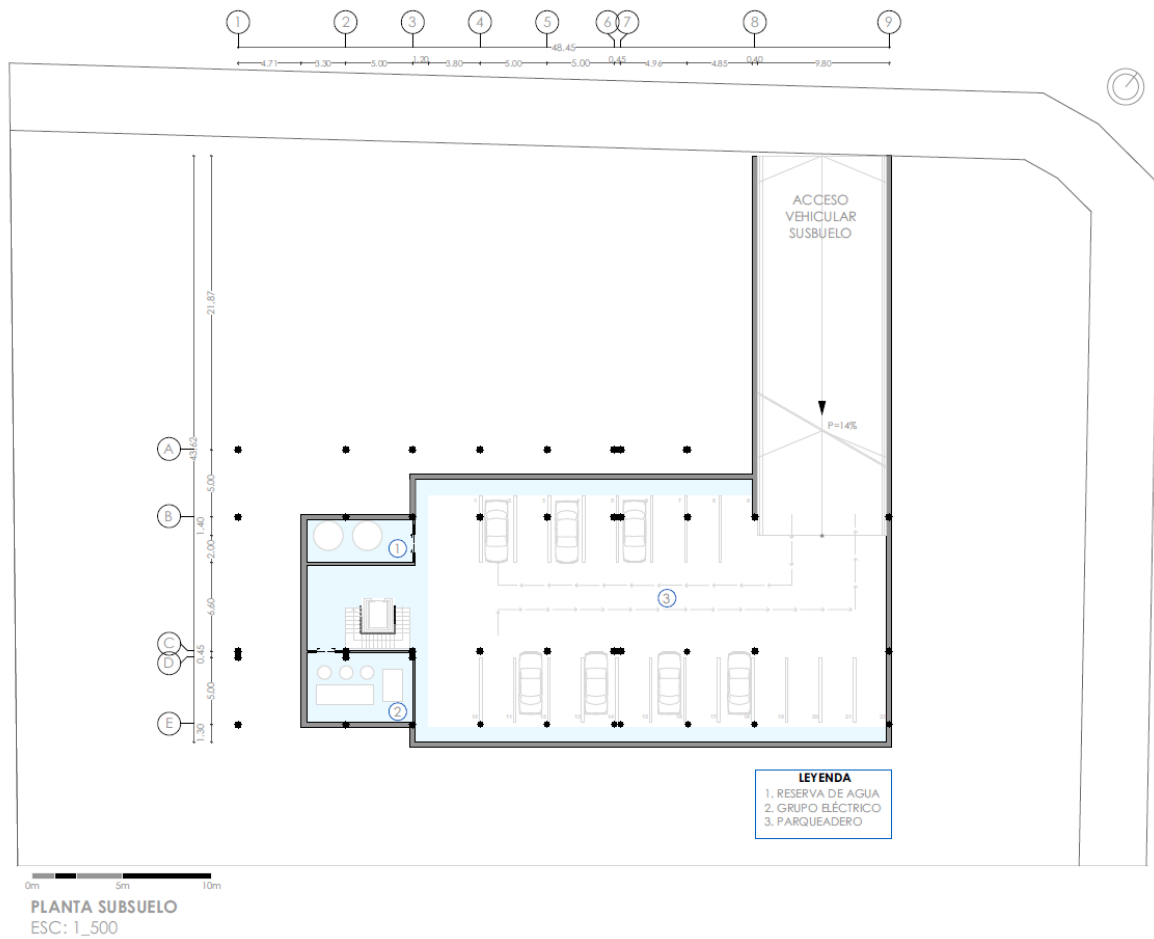 1 2 3 4 5 6 7 8 9
48.45
4.71 3.30 5.00 1.20 3.80 5.00 5.00 0.45 4.96 4.85 0.40 9.80
ACCESO
VEHICULAR
SUSBUELO
21.87
P=14%
A
43.62
5.00
B
1.40
2.00
1
6.60
3
C
0.45
D
5.00
2
E
1.30
LEYENDA
1. RESERVA DE AGUA
2. GRUPO ELÉCTRICO
3. PARQUEADERO
0m 5m 10m
PLANTA SUBSUELO
ESC: 1_500